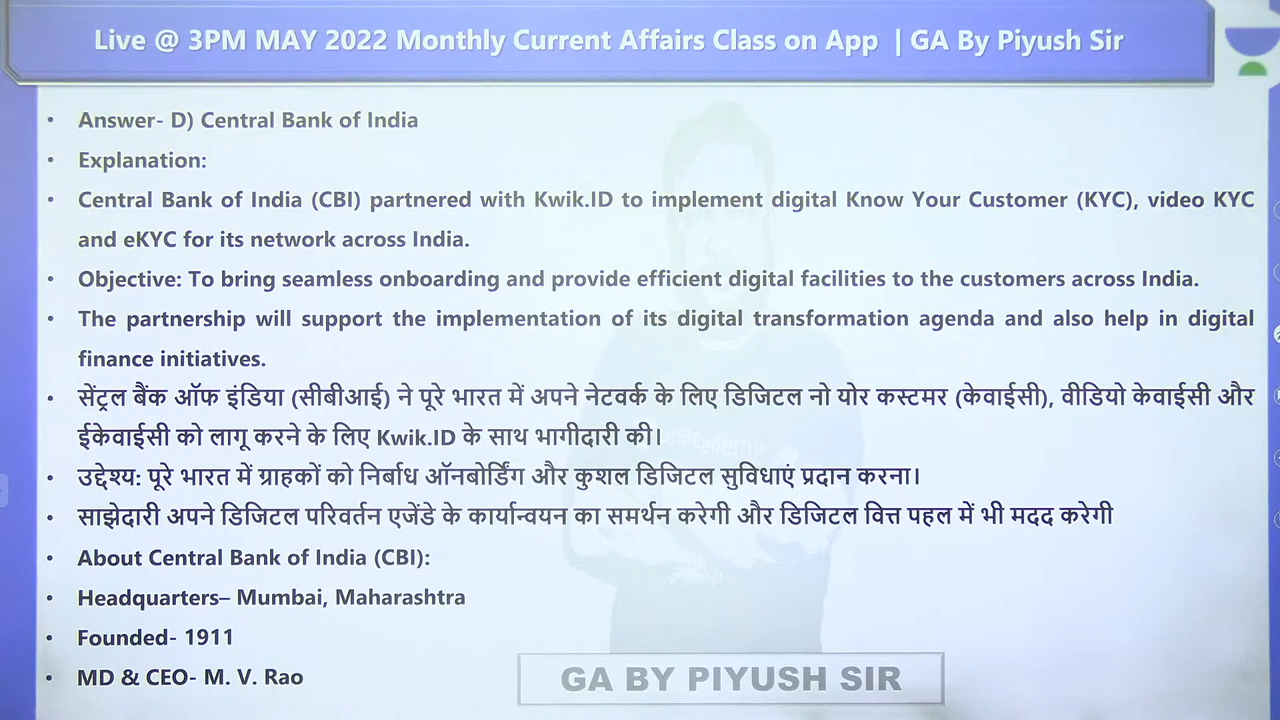 Live @ 3PM MAY 2022 Monthly Current Affairs Class on App | GA By Piyush Sir
• Answer- D) Central Bank of India
• Explanation:
• Central Bank of India (CBI) partnered with Kwik.ID to implement digital Know Your Customer (KYC), video KYC
and eKYC for its network across India.
• Objective: To bring seamless onboarding and provide efficient digital facilities to the customers across India.
• The partnership will support the implementation of its digital transformation agenda and also help in digital
finance initiatives.
• सेंट्रल बैंक ऑफ इंडिया (सीबीआई) ने पूरे भारत में अपने नेटवर्क के लिए डिजिटल नो योर कस्टमर (केवाईसी), वीडियो केवाईसी और
ईकेवाईसी को लागू करने के लिए Kwik.ID के साथ भागीदारी की।
• उद्देश्य: पूरे भारत में ग्राहकों को निर्बाध ऑनबोर्डिंग और कुशल डिजिटल सुविधाएं प्रदान करना।
• साझेदारी अपने डिजिटल परिवर्तन एजेंडे के कार्यान्वयन का समर्थन करेगी और डिजिटल वित्त पहल में भी मदद करेगी
• About Central Bank of India (CBI):
• Headquarters– Mumbai, Maharashtra
• Founded- 1911
• MD & CEO- M. V. Rao
GA BY PIYUSH SIR